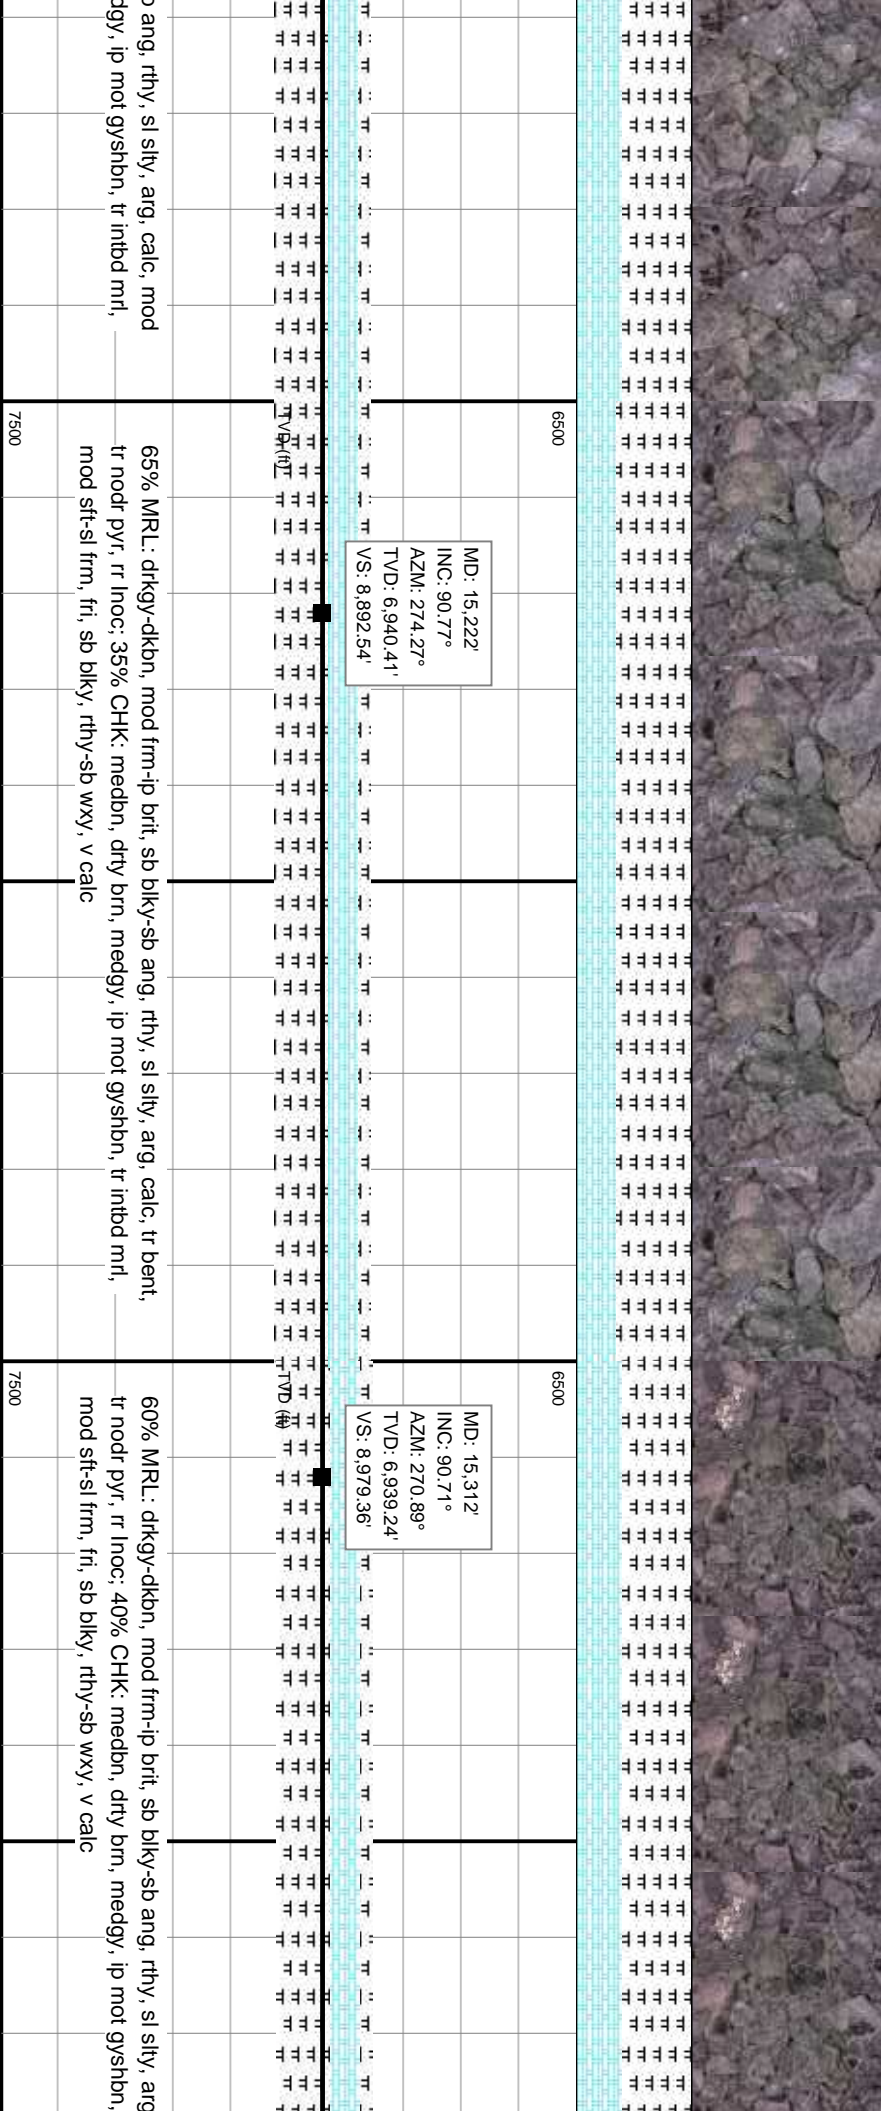 b ang, rthy, sl slty, arg, calc, mod
dgy, ip mot gyshbn, tr intbd mrl,
6500
TVD (ft)
7500
MD: 15,222'
INC: 90.77°
AZM: 274.27°
TVD: 6,940.41'
VS: 8,892.54'
65% MRL: drkgy-dkbn, mod frm-ip brit, sb blky-sb ang, rthy, sl slty, arg, calc, tr bent,
tr nodr pyr, rr Inoc; 35% CHK: medbn, drty brn, medgy, ip mot gyshbn, tr intbd mrl,
mod sft-sl frm, fri, sb blky, rthy-sb wxy, v calc
6500
TVD (ft)
7500
MD: 15,312'
INC: 90.71°
AZM: 270.89°
TVD: 6,939.24'
VS: 8,979.36'
60% MRL: drkgy-dkbn, mod frm-ip brit, sb blky-sb ang, rthy, sl slty, arg
tr nodr pyr, rr Inoc; 40% CHK: medbn, drty brn, medgy, ip mot gyshbn,
mod sft-sl frm, fri, sb blky, rthy-sb wxy, v calc